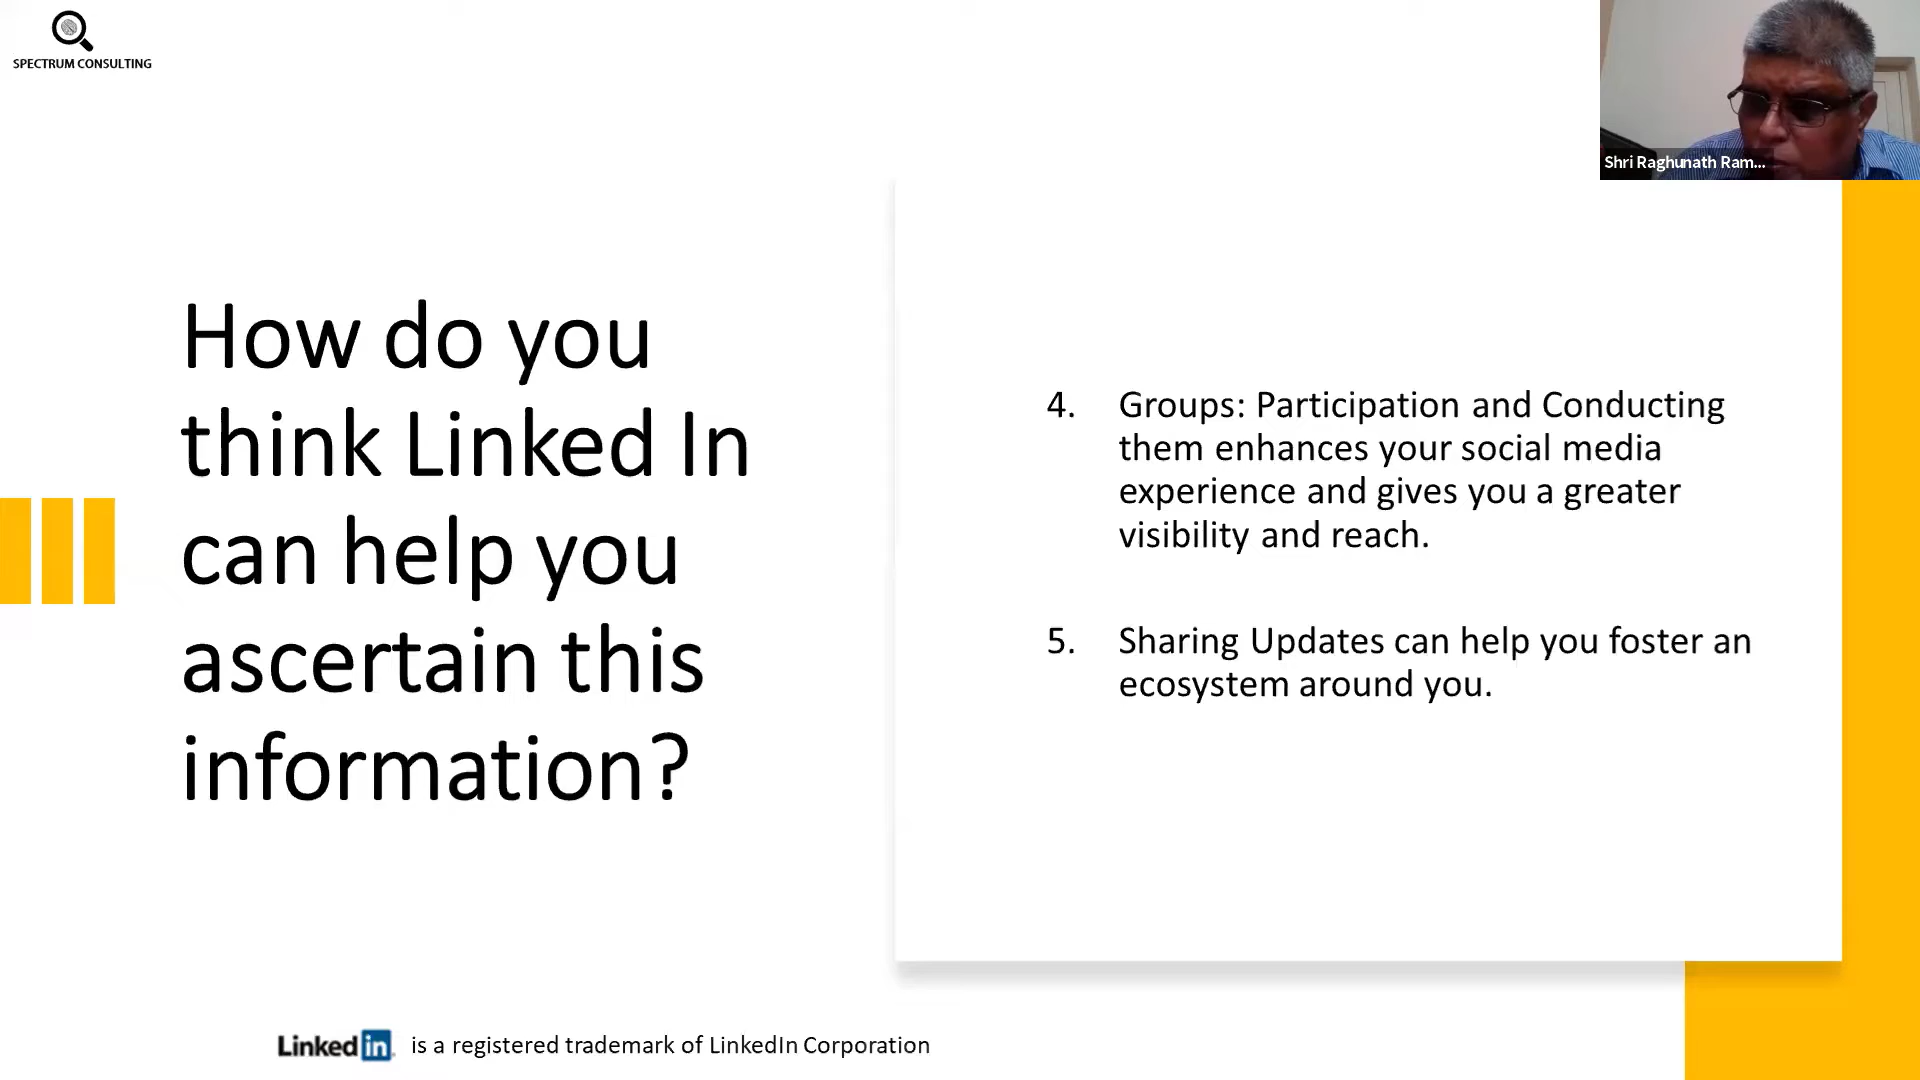 SPECTRUM CONSULTING
Shri Raghunath Ram...
How do you
think Linked In
can help you
ascertain this
information?
4. Groups: Participation and Conducting
them enhances your social media
experience and gives you a greater
visibility and reach.
5. Sharing Updates can help you foster an
ecosystem around you.
Linked in is a registered trademark of LinkedIn Corporation